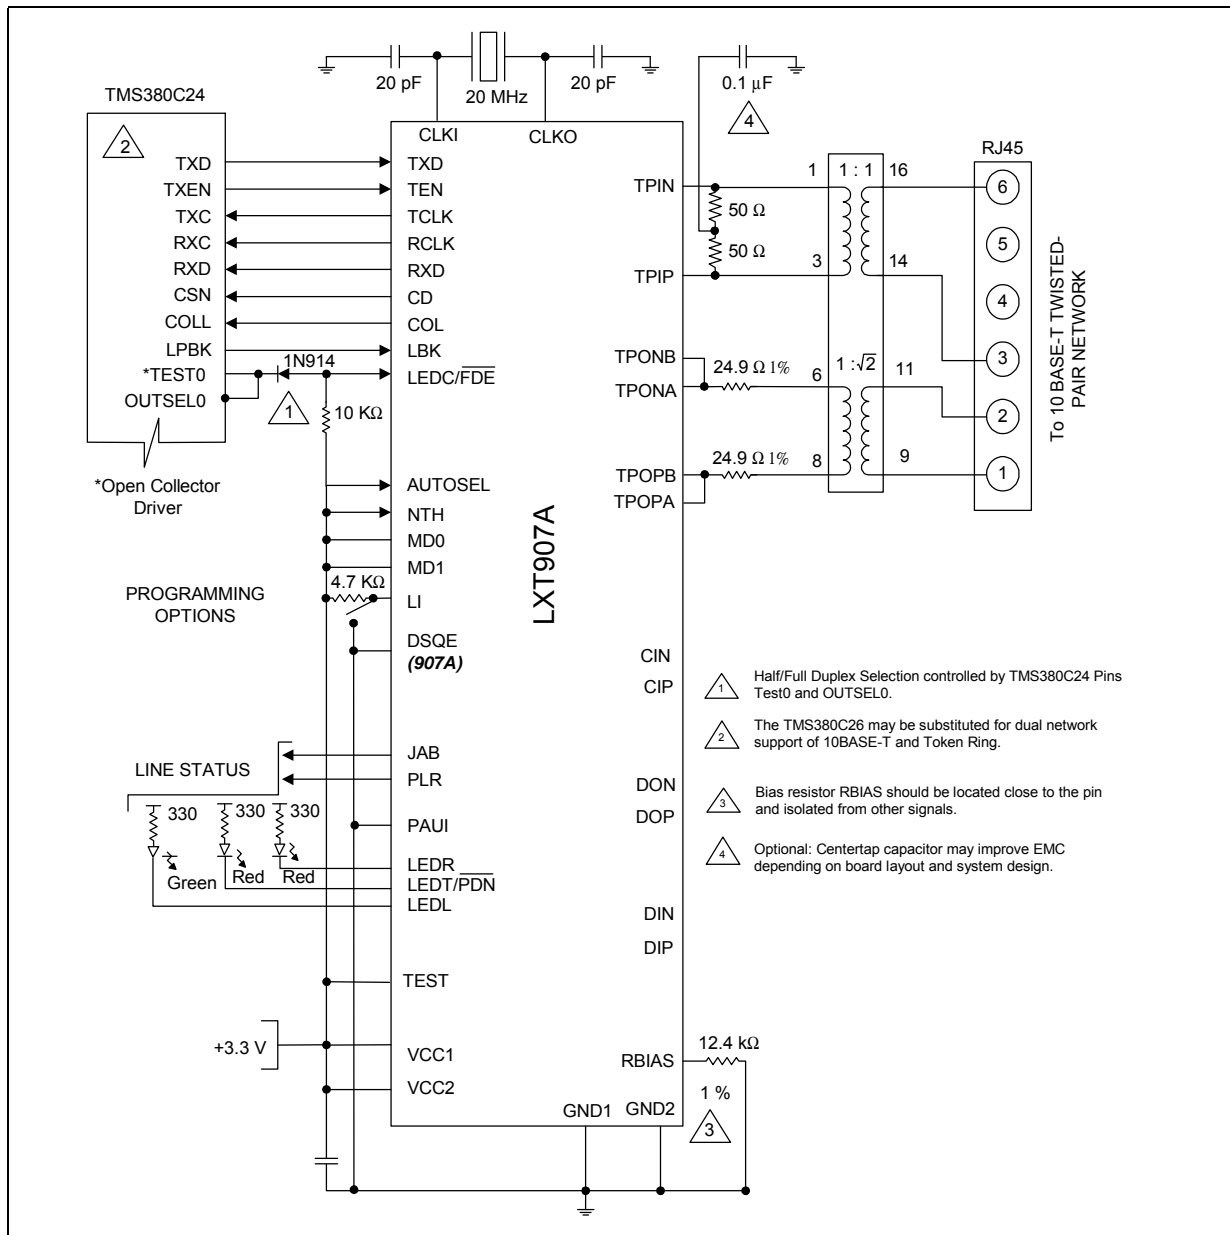 20 pF
20 MHz
20 pF
0.1 µF
4
TMS380C24
2
TXD
TXEN
TXC
RXC
RXD
CSN
COLL
LPBK
*TEST0
OUTSEL0
*Open Collector
Driver
1N914
1
10 KΩ
CLKI
CLKO
TXD
TEN
TCLK
RCLK
RXD
CD
COL
LBK
LEDC/FDE
AUTOSEL
NTH
MD0
MD1
4.7 KΩ
LI
DSQE
(907A)
PROGRAMMING
OPTIONS
JAB
PLR
LINE STATUS
PAUI
330
330
330
Green
Red
Red
LEDR
LEDT/PDN
LEDL
TEST
+3.3 V
VCC1
VCC2
LXT907A
TPIN
TPIP
50 Ω
50 Ω
TPONB
TPONA
TPOPB
TPOPA
24.9 Ω 1%
24.9 Ω 1%
1
1 : 1
16
3
14
6
1:√2
11
8
9
RJ45
6
5
4
3
2
1
To 10 BASE-T TWISTED-
PAIR NETWORK
CIN
CIP
DON
DOP
DIN
DIP
RBIAS
12.4 kΩ
1 %
3
GND1
GND2
1
Half/Full Duplex Selection controlled by TMS380C24 Pins
Test0 and OUTSEL0.
2
The TMS380C26 may be substituted for dual network
support of 10BASE-T and Token Ring.
3
Bias resistor RBIAS should be located close to the pin
and isolated from other signals.
4
Optional: Centertap capacitor may improve EMC
depending on board layout and system design.